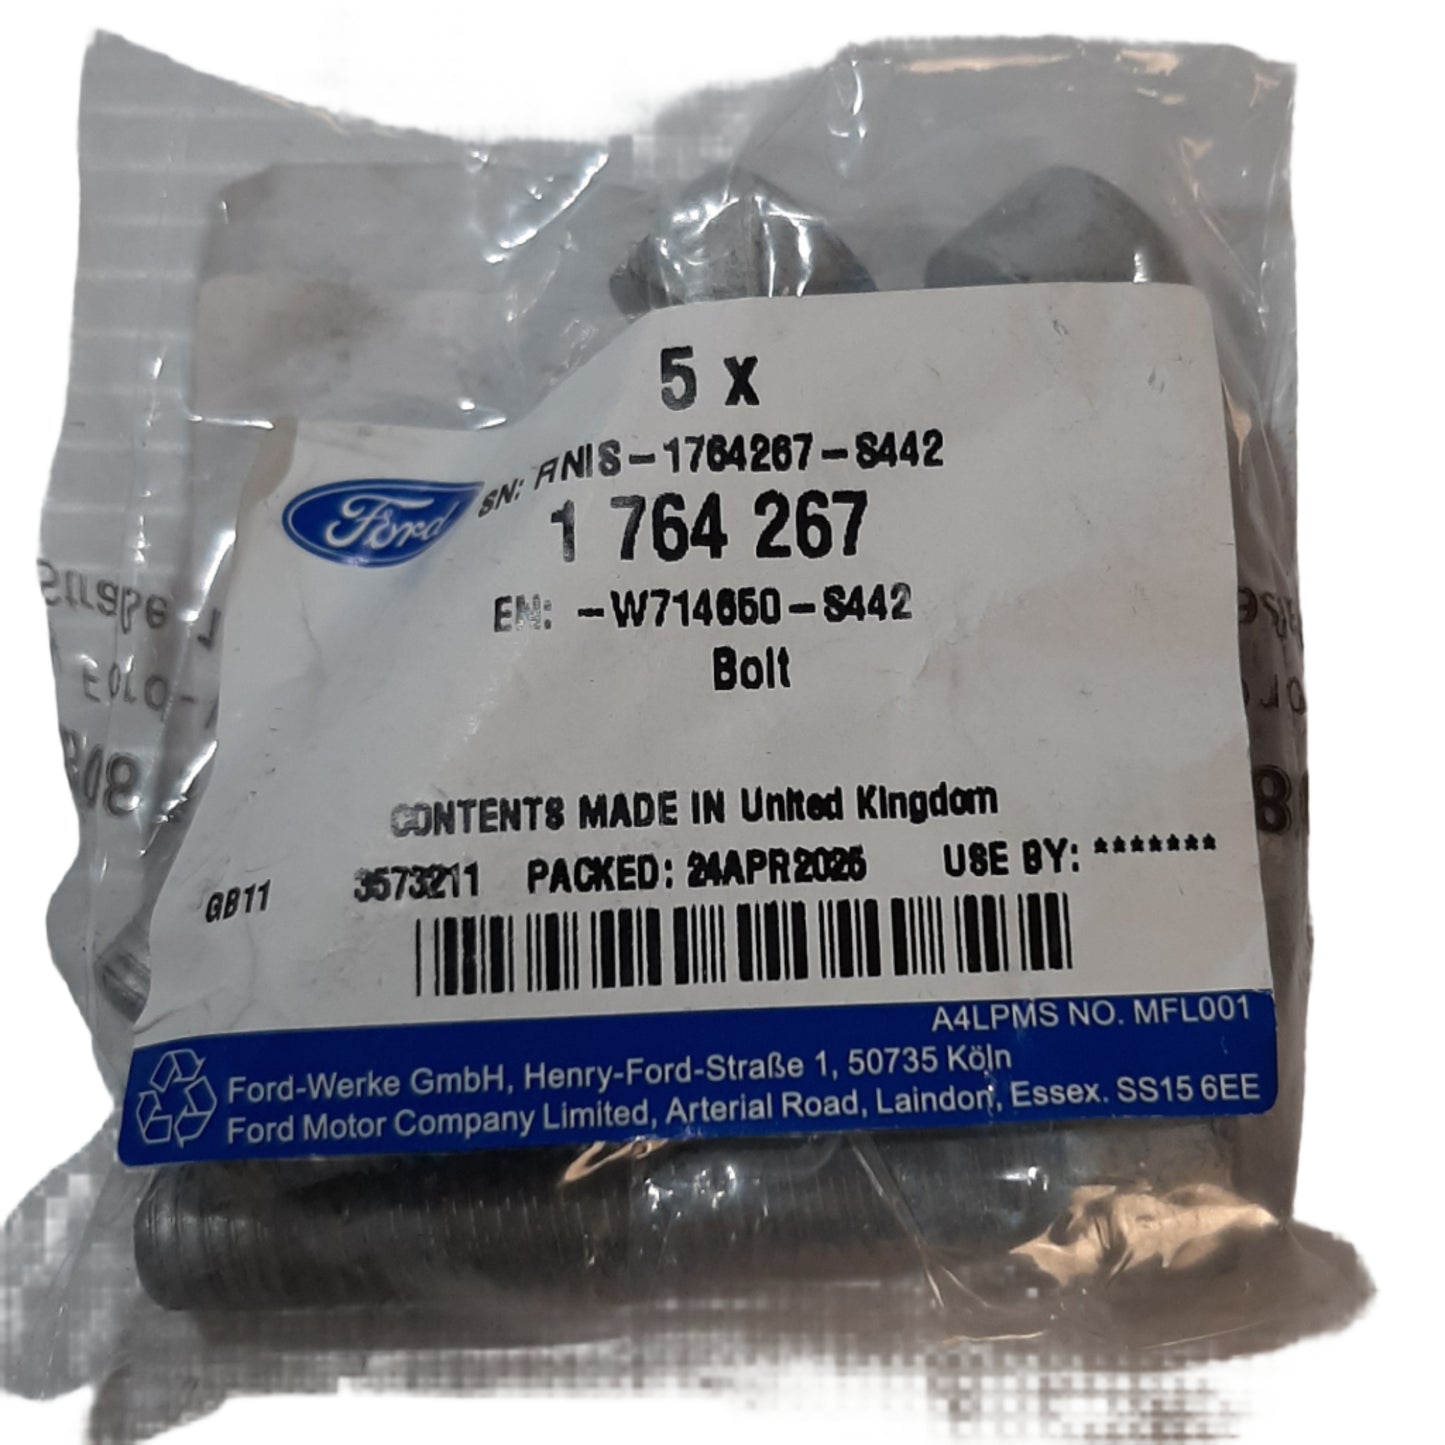 5 x
Ford
SN: FINIS-1764267-S442
1 764 267
EN: -W714650-S442
Bolt
CONTENTS MADE IN United Kingdom
GB11 3573211 PACKED: 24APR2025 USE BY: *******
A4LPMS NO. MFL001
Ford-Werke GmbH, Henry-Ford-Straße 1, 50735 Köln
Ford Motor Company Limited, Arterial Road, Laindon, Essex. SS15 6EE